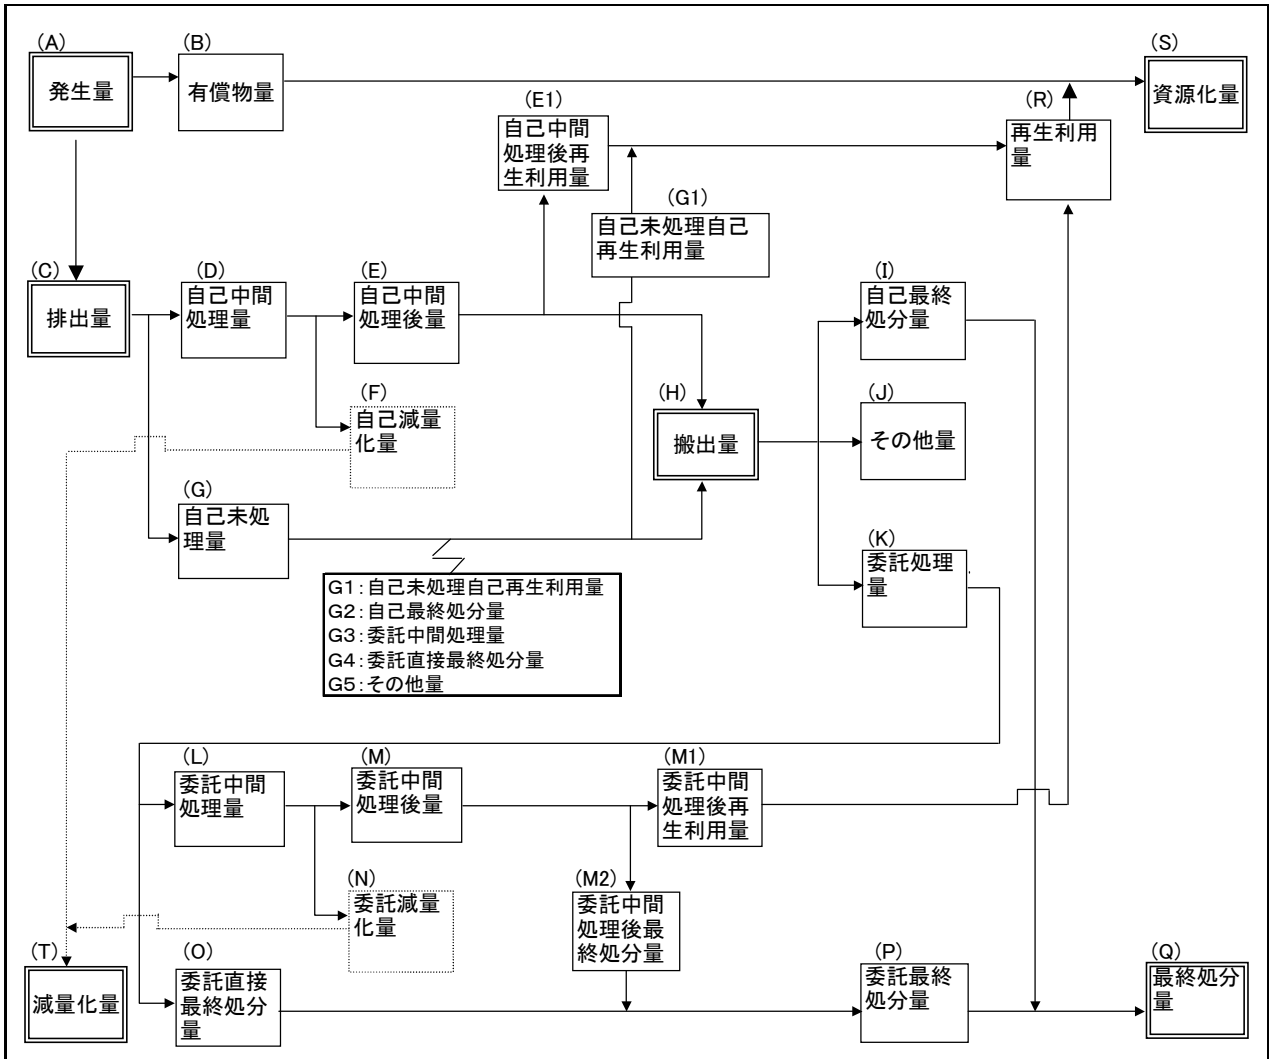 (A)
発生量
(B)
有償物量
(S)
資源化量
(E1)
自己中間
処理後再
生利用量
(R)
再生利用
量
(G1)
自己未処理自己
再生利用量
(C)
排出量
(D)
自己中間
処理量
(E)
自己中間
処理後量
(I)
自己最終
処分量
(F)
自己減量
化量
(H)
搬出量
(J)
その他量
(G)
自己未処
理量
(K)
委託処理
量
G1:自己未処理自己再生利用量
G2:自己最終処分量
G3:委託中間処理量
G4:委託直接最終処分量
G5:その他量
(L)
委託中間
処理量
(M)
委託中間
処理後量
(M1)
委託中間
処理後再
生利用量
(N)
委託減量
化量
(M2)
委託中間
処理後最
終処分量
(T)
減量化量
(O)
委託直接
最終処分
量
(P)
委託最終
処分量
(Q)
最終処分
量